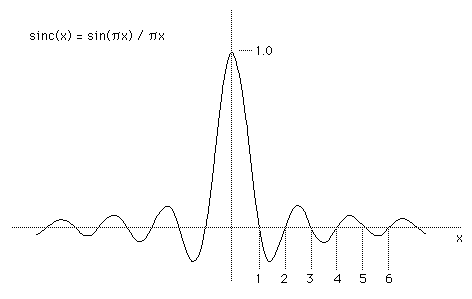 sinc(x) = sin(πx) / πx
1.0
x
1 2 3 4 5 6